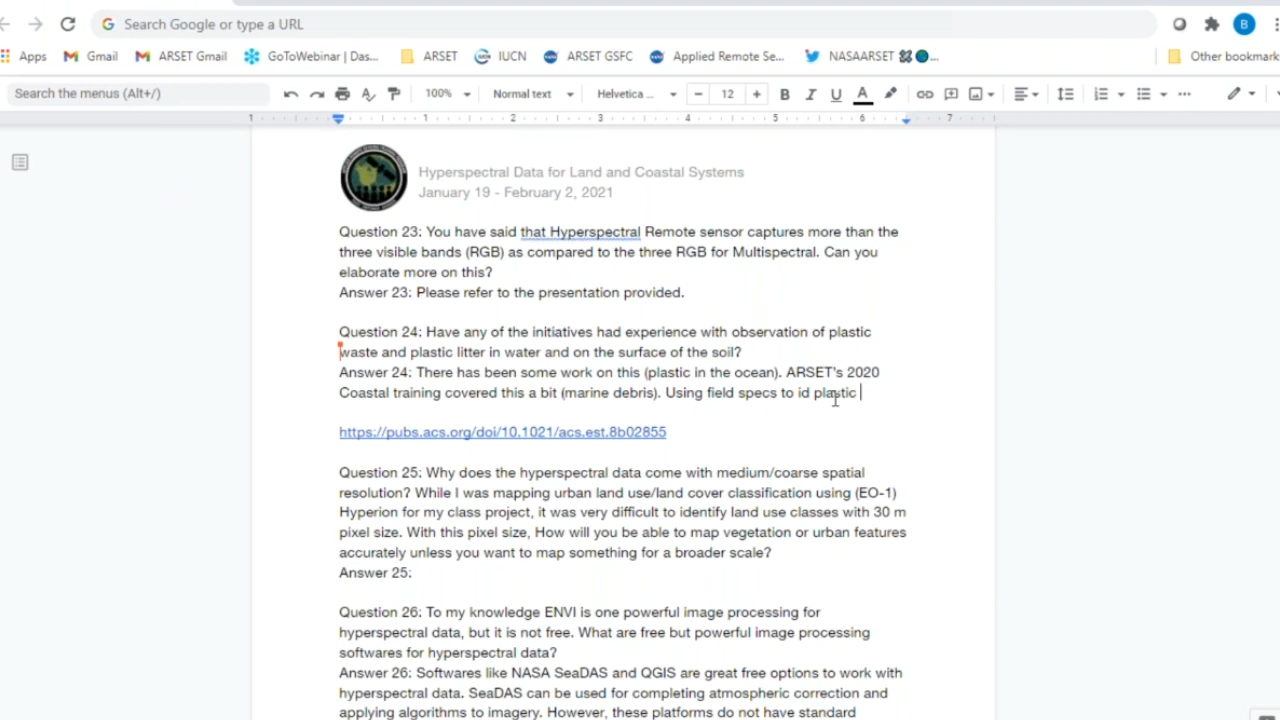 Search Google or type a URL
B
Apps
Gmail
ARSET Gmail
GoToWebinar | Das...
ARSET
IUCN
ARSET GSFC
Applied Remote Se...
NASAARSET
Other bookmark
Search the menus (Alt+/)
100%
Normal text
Helvetica ...
12
B I U A
1 1 2 3 4 5 6 7
Hyperspectral Data for Land and Coastal Systems
January 19 - February 2, 2021
Question 23: You have said that Hyperspectral Remote sensor captures more than the
three visible bands (RGB) as compared to the three RGB for Multispectral. Can you
elaborate more on this?
Answer 23: Please refer to the presentation provided.
Question 24: Have any of the initiatives had experience with observation of plastic
waste and plastic litter in water and on the surface of the soil?
Answer 24: There has been some work on this (plastic in the ocean). ARSET's 2020
Coastal training covered this a bit (marine debris). Using field specs to id plastic
https://pubs.acs.org/doi/10.1021/acs.est.8b02855
Question 25: Why does the hyperspectral data come with medium/coarse spatial
resolution? While I was mapping urban land use/land cover classification using (EO-1)
Hyperion for my class project, it was very difficult to identify land use classes with 30 m
pixel size. With this pixel size, How will you be able to map vegetation or urban features
accurately unless you want to map something for a broader scale?
Answer 25:
Question 26: To my knowledge ENVI is one powerful image processing for
hyperspectral data, but it is not free. What are free but powerful image processing
softwares for hyperspectral data?
Answer 26: Softwares like NASA SeaDAS and QGIS are great free options to work with
hyperspectral data. SeaDAS can be used for completing atmospheric correction and
applying algorithms to imagery. However, these platforms do not have standard